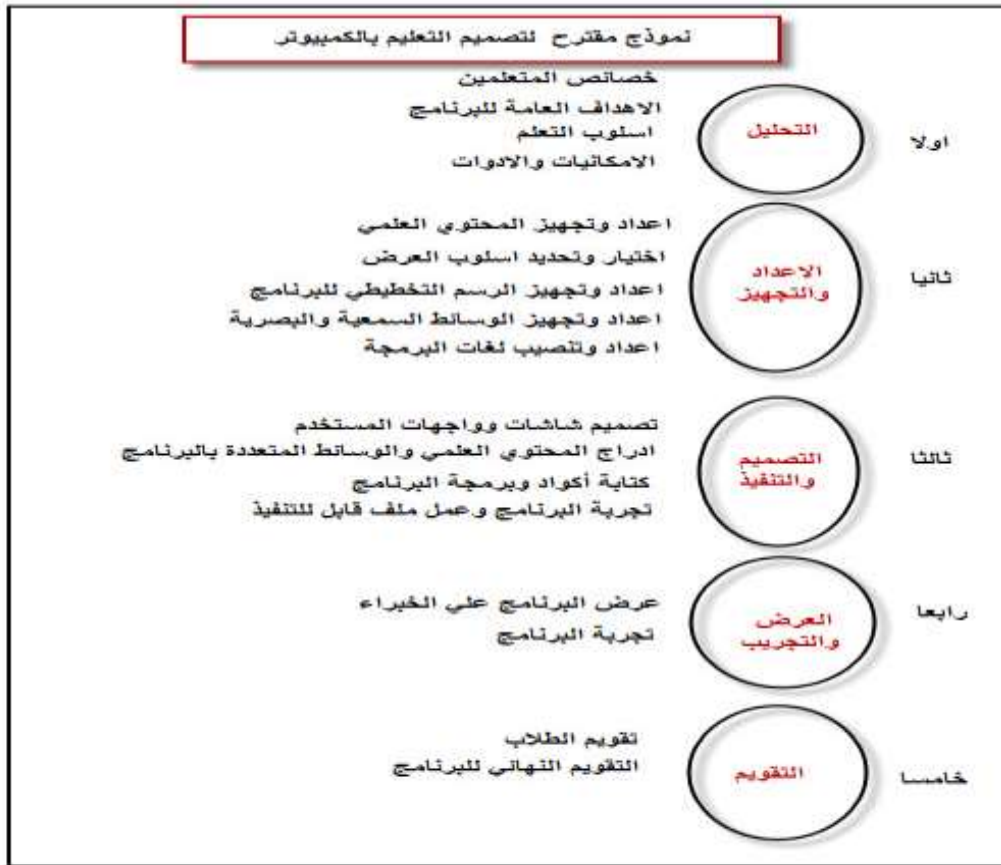 نموذج مقترح لتصميم التعليم بالكمبيوتر
اولا
التحليل
خصائص المتعلمين
الاهداف العامة للبرنامج
اسلوب التعلم
الامكانيات والادوات
ثانيا
الاعداد
والتجهيز
اعداد وتجهيز المحتوي العلمي
اختيار وتحديد اسلوب العرض
اعداد وتجهيز الرسم التخطيطي للبرنامج
اعداد وتجهيز الوسائط السمعية والبصرية
اعداد وتنصيب لغات البرمجة
ثالثا
التصميم
والتنفيذ
تصميم شاشات وواجهات المستخدم
ادراج المحتوي العلمي والوسائط المتعددة بالبرنامج
كتابة أكواد وبرمجة البرنامج
تجربة البرنامج وعمل ملف قابل للتنفيذ
رابعا
العرض
والتجريب
عرض البرنامج علي الخبراء
تجربة البرنامج
خامسا
التقويم
تقويم الطلاب
التقويم النهائي للبرنامج